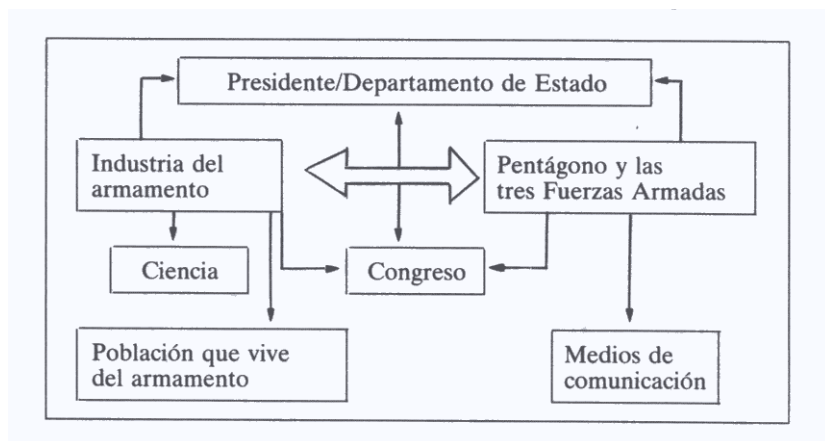 Presidente/Departamento de Estado
Industria del
armamento
Pentágono y las
tres Fuerzas Armadas
Ciencia
Congreso
Población que vive
del armamento
Medios de
comunicación